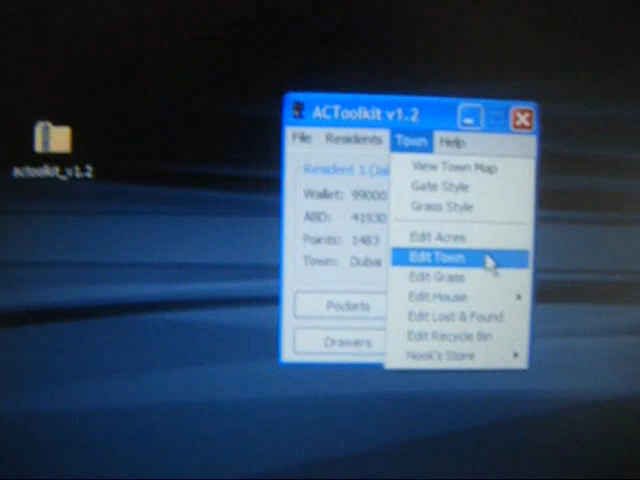 ACToolkit v1.2
File Residents Town Help
actoolkit_v1.2
Resident 1
Wallet: 99000
ABD: 41930
Points: 1483
Town: Dubai
Pockets
Drawers
View Town Map
Gate Style
Grass Style
Edit Acres
Edit Town
Edit Grass
Edit House
Edit Lost & Found
Edit Recycle Bin
Nook's Store